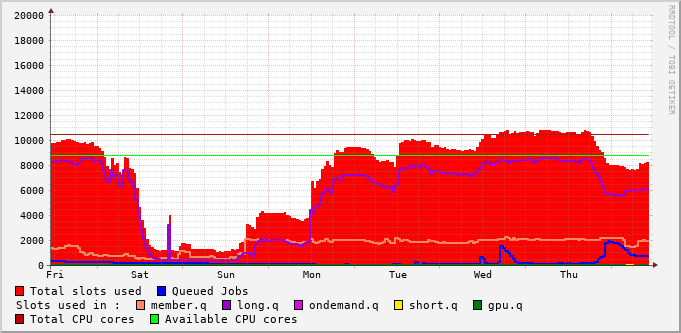 20000
18000
16000
14000
12000
10000
8000
6000
4000
2000
0
Fri Sat Sun Mon Tue Wed Thu
Total slots used Queued Jobs
Slots used in : member.q long.q ondemand.q short.q gpu.q
Total CPU cores Available CPU cores
RRDTOOL / TOBI OETIKER